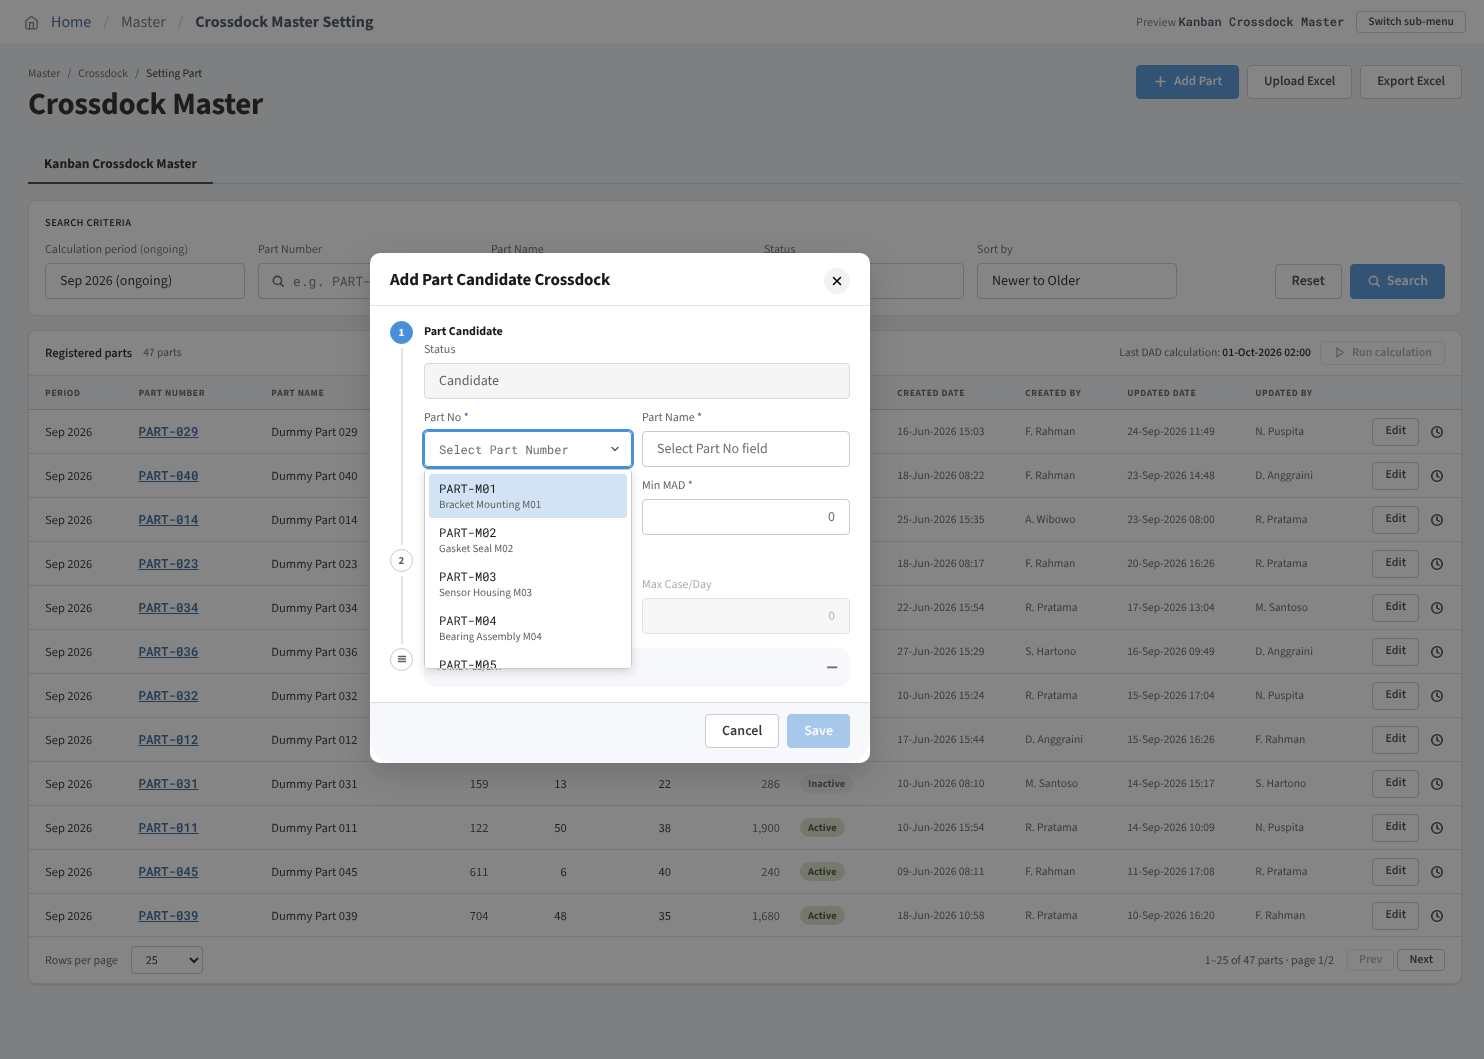 Home / Master / Crossdock Master Setting
Preview Kanban Crossdock Master Switch sub-menu
Master / Crossdock / Setting Part
Crossdock Master
Add Part Upload Excel Export Excel
Kanban Crossdock Master
SEARCH CRITERIA
Calculation period (ongoing) Part Number Part Name Status Sort by
Sep 2026 (ongoing) e.g. PART- Newer to Older Reset Search
Registered parts 47 parts
Last DAD calculation: 01-Oct-2026 02:00 Run calculation
PERIOD PART NUMBER PART NAME CREATED DATE CREATED BY UPDATED DATE UPDATED BY
Sep 2026 PART-029 Dummy Part 029 16-Jun-2026 15:03 F. Rahman 24-Sep-2026 11:49 N. Puspita Edit
Sep 2026 PART-040 Dummy Part 040 18-Jun-2026 08:22 F. Rahman 23-Sep-2026 14:48 D. Anggraini Edit
Sep 2026 PART-014 Dummy Part 014 25-Jun-2026 15:35 A. Wibowo 23-Sep-2026 08:00 R. Pratama Edit
Sep 2026 PART-023 Dummy Part 023 18-Jun-2026 08:17 F. Rahman 20-Sep-2026 16:26 R. Pratama Edit
Sep 2026 PART-034 Dummy Part 034 22-Jun-2026 15:54 R. Pratama 17-Sep-2026 13:04 M. Santoso Edit
Sep 2026 PART-036 Dummy Part 036 27-Jun-2026 15:29 S. Hartono 16-Sep-2026 09:49 D. Anggraini Edit
Sep 2026 PART-032 Dummy Part 032 10-Jun-2026 15:24 R. Pratama 15-Sep-2026 17:04 N. Puspita Edit
Sep 2026 PART-012 Dummy Part 012 17-Jun-2026 15:44 D. Anggraini 15-Sep-2026 16:26 F. Rahman Edit
Sep 2026 PART-031 Dummy Part 031 159 13 22 286 Inactive 10-Jun-2026 08:10 M. Santoso 14-Sep-2026 15:17 S. Hartono Edit
Sep 2026 PART-011 Dummy Part 011 122 50 38 1,900 Active 10-Jun-2026 15:54 R. Pratama 14-Sep-2026 10:09 N. Puspita Edit
Sep 2026 PART-045 Dummy Part 045 611 6 40 240 Active 09-Jun-2026 08:11 F. Rahman 11-Sep-2026 17:08 R. Pratama Edit
Sep 2026 PART-039 Dummy Part 039 704 48 35 1,680 Active 18-Jun-2026 10:58 R. Pratama 10-Sep-2026 16:20 F. Rahman Edit
Rows per page 25
1–25 of 47 parts · page 1/2 Prev Next
Add Part Candidate Crossdock
1 Part Candidate
Status
Candidate
Part No * Part Name *
Select Part Number Select Part No field
PART-M01
Bracket Mounting M01
PART-M02
Gasket Seal M02
PART-M03
Sensor Housing M03
PART-M04
Bearing Assembly M04
PART-M05
Min MAD *
0
2
Max Case/Day
0
Cancel Save